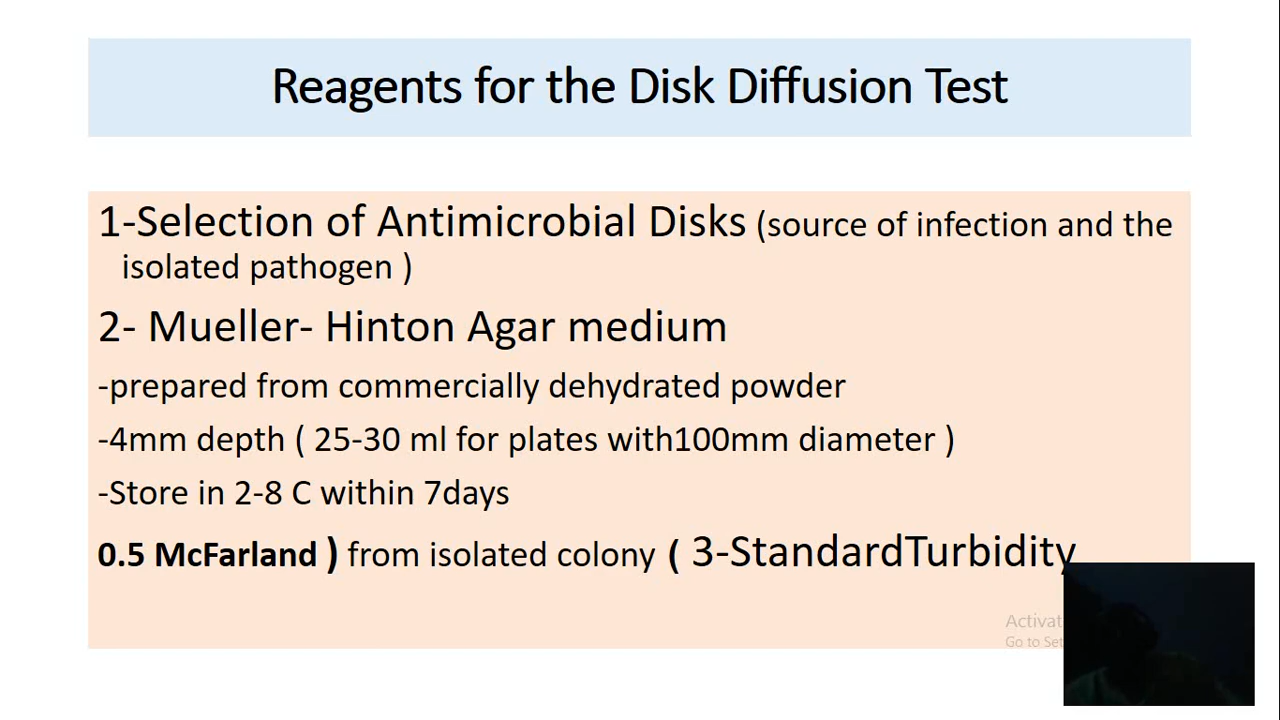 Reagents for the Disk Diffusion Test
1-Selection of Antimicrobial Disks (source of infection and the
isolated pathogen )
2- Mueller- Hinton Agar medium
-prepared from commercially dehydrated powder
-4mm depth ( 25-30 ml for plates with100mm diameter )
-Store in 2-8 C within 7days
0.5 McFarland ) from isolated colony ( 3-StandardTurbidity
Activat
Go to Set